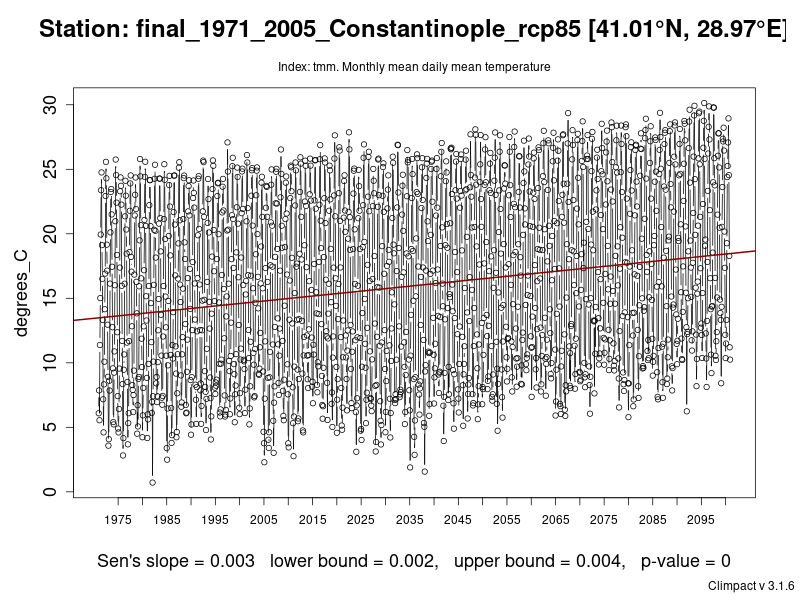 Station: final_1971_2005_Constantinople_rcp85 [41.01°N, 28.97°E]
Index: tmm. Monthly mean daily mean temperature
degrees_C
30
25
20
15
10
5
0
1975 1985 1995 2005 2015 2025 2035 2045 2055 2065 2075 2085 2095
Sen's slope = 0.003 lower bound = 0.002, upper bound = 0.004, p-value = 0
Climpact v 3.1.6